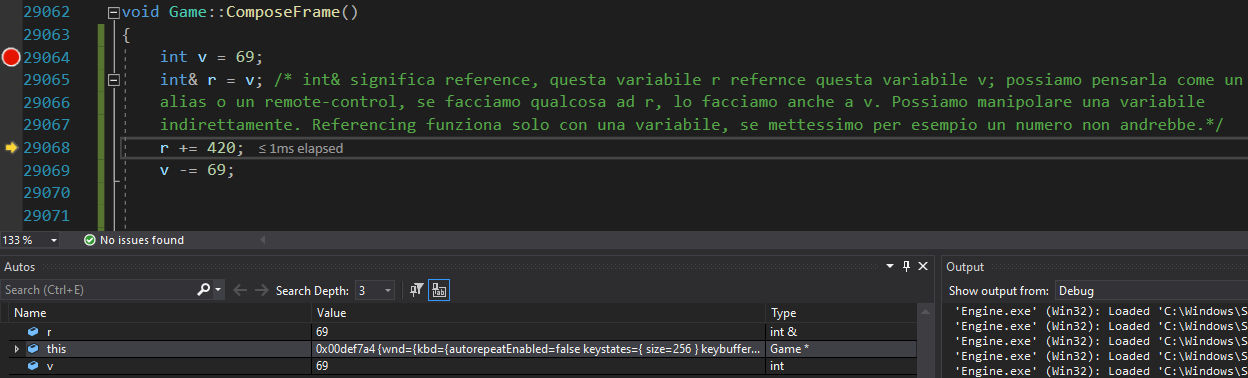 29062 void Game::ComposeFrame()
29063 {
29064 int v = 69;
29065 int& r = v; /* int& significa reference, questa variabile r refernce questa variabile v; possiamo pensarla come un
29066 alias o un remote-control, se facciamo qualcosa ad r, lo facciamo anche a v. Possiamo manipolare una variabile
29067 indirettamente. Referencing funziona solo con una variabile, se mettessimo per esempio un numero non andrebbe.*/
29068 r += 420; ≤ 1ms elapsed
29069 v -= 69;
29070
29071
133 % No issues found
Autos
Search (Ctrl+E) Search Depth: 3
Name Value Type
r 69 int &
this 0x00def7a4 {wnd={kbd={autorepeatEnabled=false keystates={ size=256 } keybuffer... Game *
v 69 int
Output
Show output from: Debug
'Engine.exe' (Win32): Loaded 'C:\Windows\S
'Engine.exe' (Win32): Loaded 'C:\Windows\S
'Engine.exe' (Win32): Loaded 'C:\Windows\S
'Engine.exe' (Win32): Loaded 'C:\Windows\S
'Engine.exe' (Win32): Loaded 'C:\Windows\S